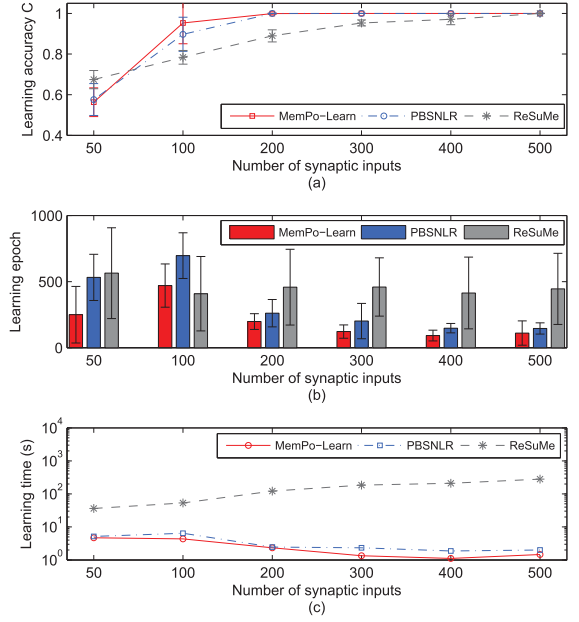 Learning accuracy C
1
0.8
0.6
0.4
MemPo-Learn PBSNLR ReSuMe
50 100 200 300 400 500
Number of synaptic inputs
(a)
Learning epoch
1000
500
0
MemPo-Learn PBSNLR ReSuMe
50 100 200 300 400 500
Number of synaptic inputs
(b)
Learning time (s)
10^4
10^3
10^2
10^1
10^0
MemPo-Learn PBSNLR ReSuMe
50 100 200 300 400 500
Number of synaptic inputs
(c)